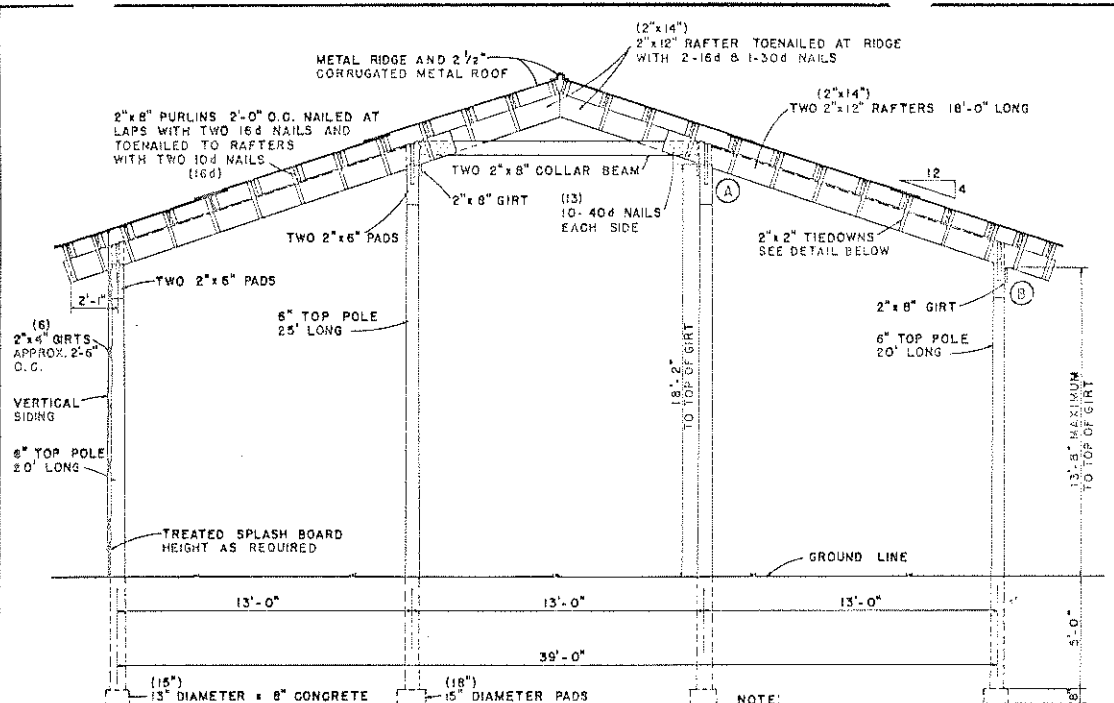 (2"x14")
2"x12" RAFTER TOENAILED AT RIDGE
WITH 2-16d & 1-30d NAILS
METAL RIDGE AND 2 1/2"
CORRUGATED METAL ROOF
(2"x14")
TWO 2"x12" RAFTERS 18'-0" LONG
2"x8" PURLINS 2'-0" O.C. NAILED AT
LAPS WITH TWO 16d NAILS AND
TOENAILED TO RAFTERS
WITH TWO 10d NAILS
(16d)
12
4
TWO 2"x8" COLLAR BEAM
A
2"x8" GIRT
(13)
10-40d NAILS
EACH SIDE
TWO 2"x6" PADS
2"x2" TIEDOWNS
SEE DETAIL BELOW
TWO 2"x6" PADS
2'-1"
2"x8" GIRT
B
6" TOP POLE
25' LONG
(6)
2"x4" GIRTS
APPROX. 2'-6"
O.C.
6" TOP POLE
20' LONG
18'-2"
TO TOP OF GIRT
13'-8" MAXIMUM
TO TOP OF GIRT
VERTICAL
SIDING
6" TOP POLE
20' LONG
TREATED SPLASH BOARD
HEIGHT AS REQUIRED
GROUND LINE
13'-0"
13'-0"
13'-0"
5'-0"
39'-0"
(15")
13" DIAMETER x 8" CONCRETE
(18")
15" DIAMETER PADS
NOTE:
8"